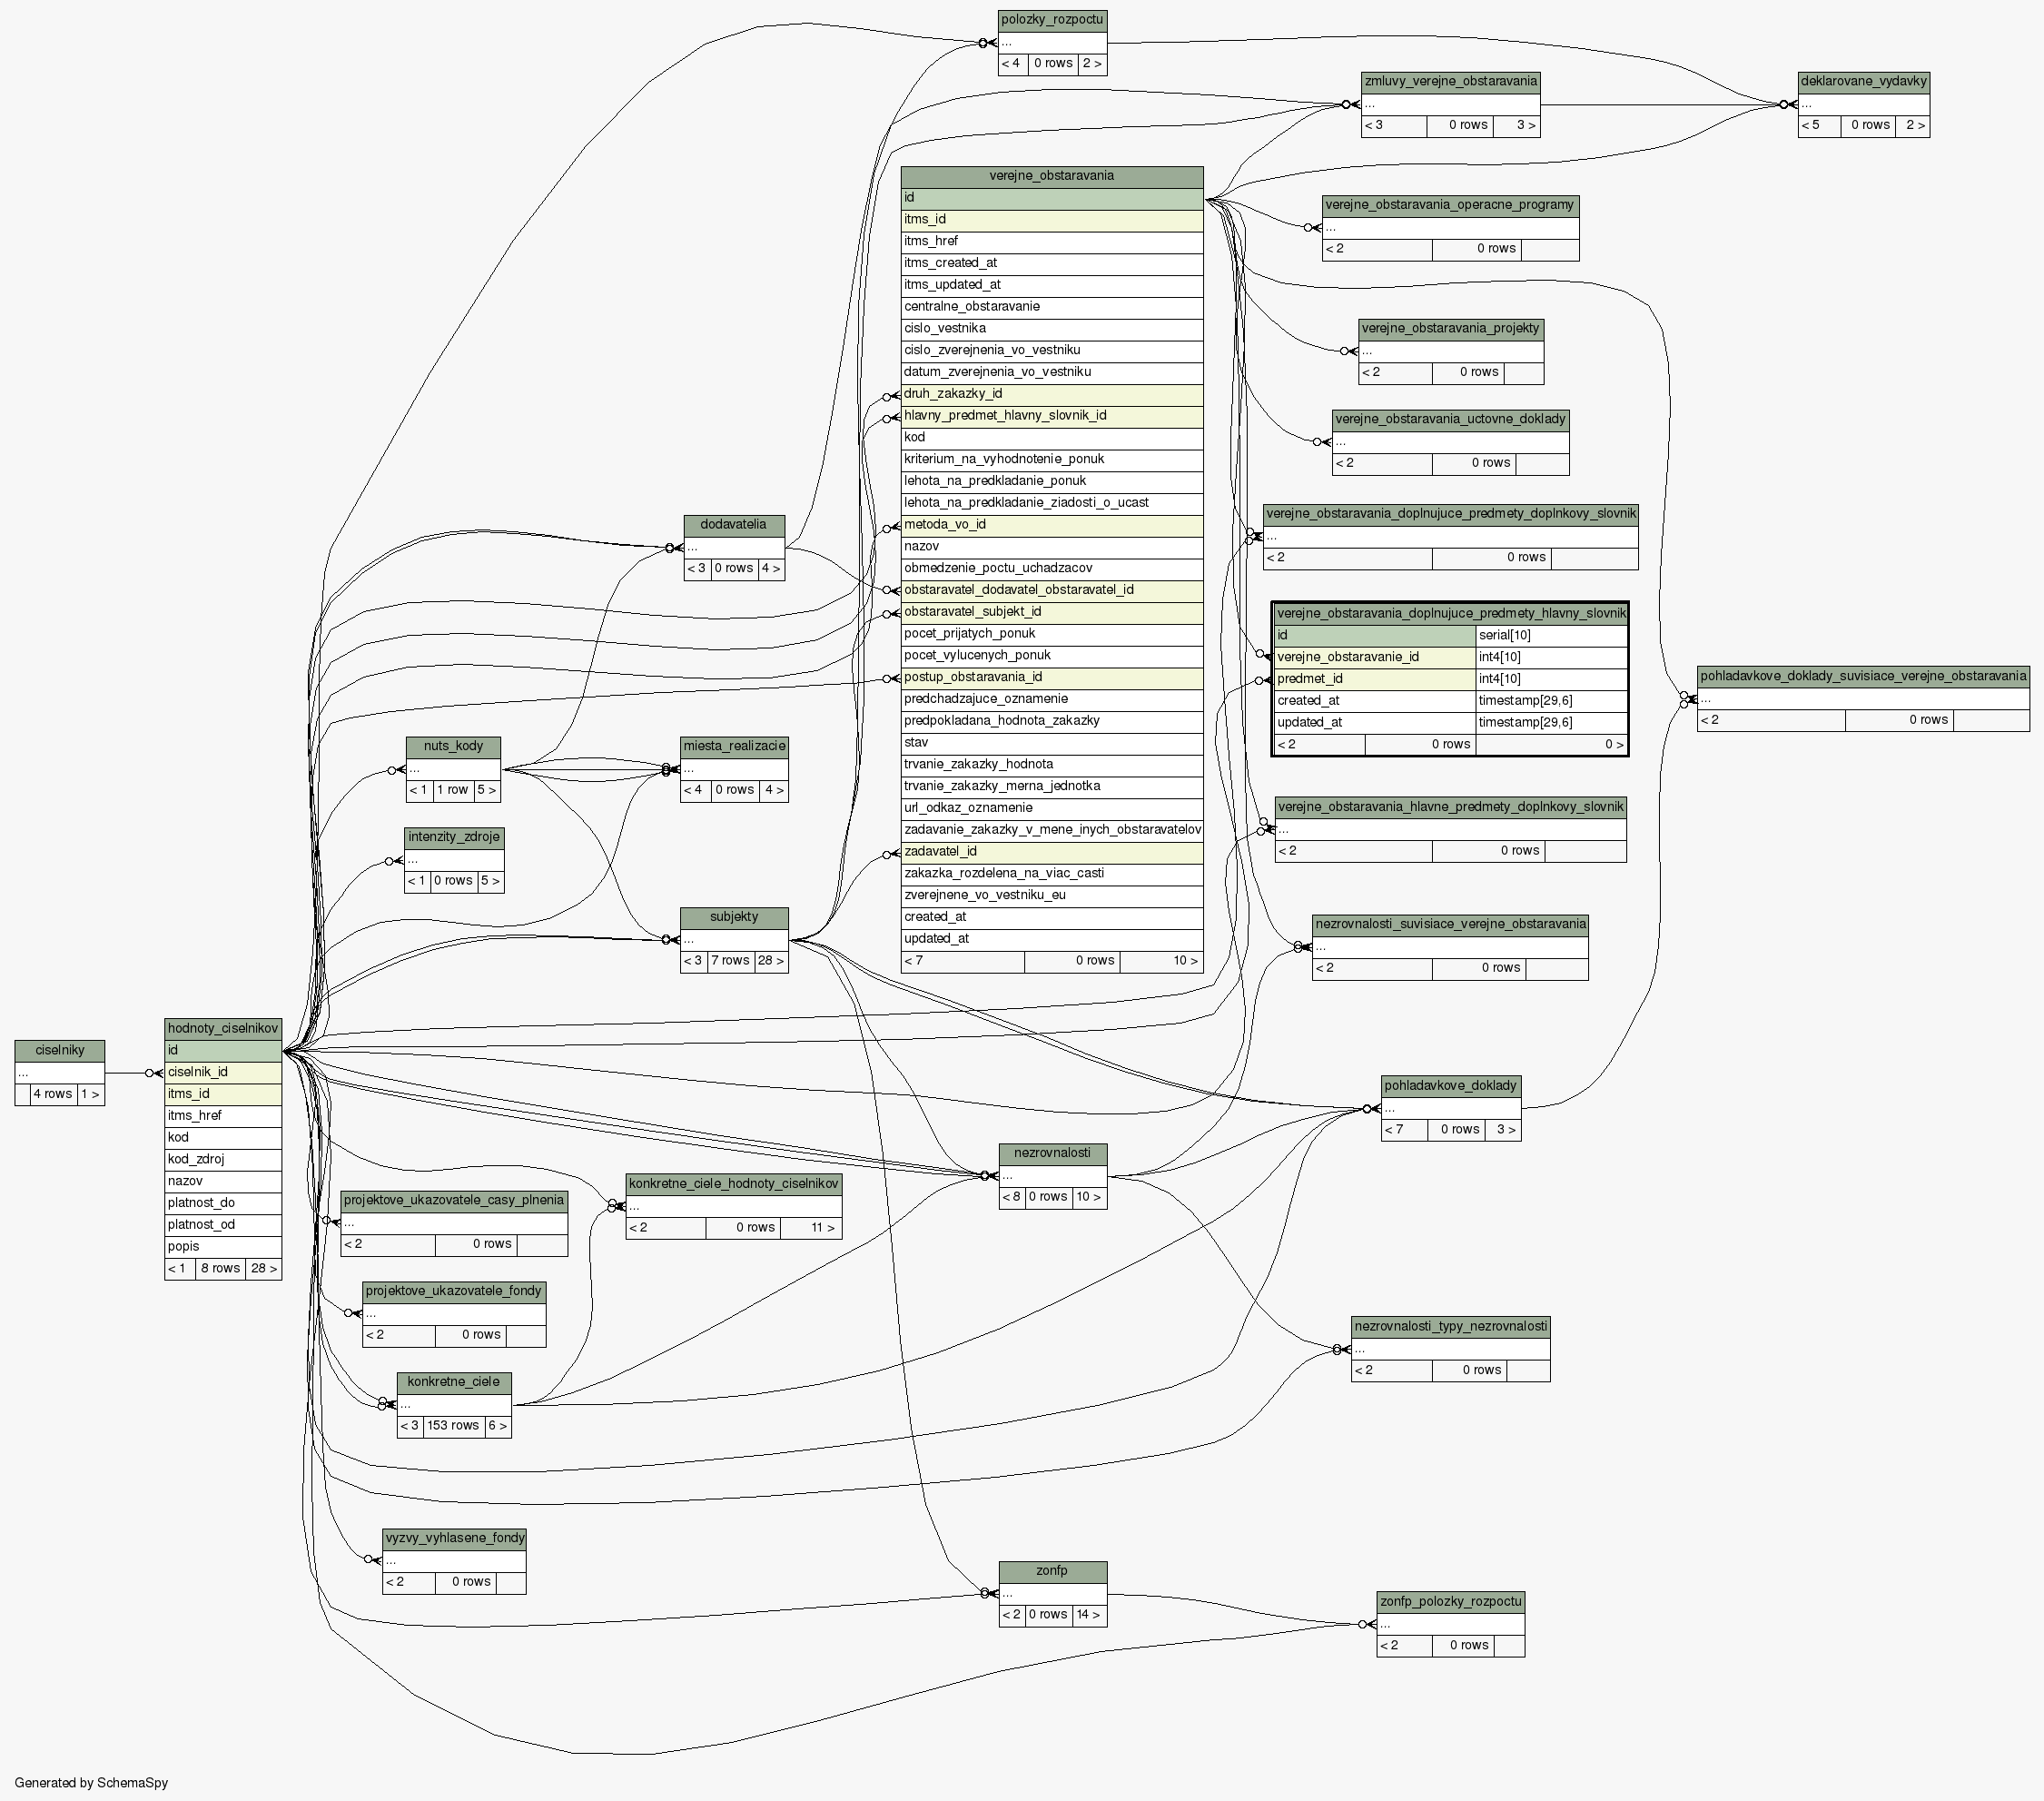 polozky_rozpoctu
...
< 4 0 rows 2 >
zmluvy_verejne_obstaravania
...
< 3 0 rows 3 >
deklarovane_vydavky
...
< 5 0 rows 2 >
verejne_obstaravania
id
itms_id
itms_href
itms_created_at
itms_updated_at
centralne_obstaravanie
cislo_vestnika
cislo_zverejnenia_vo_vestniku
datum_zverejnenia_vo_vestniku
druh_zakazky_id
hlavny_predmet_hlavny_slovnik_id
kod
kriterium_na_vyhodnotenie_ponuk
lehota_na_predkladanie_ponuk
lehota_na_predkladanie_ziadosti_o_ucast
metoda_vo_id
nazov
obmedzenie_poctu_uchadzacov
obstaravatel_dodavatel_obstaravatel_id
obstaravatel_subjekt_id
pocet_prijatych_ponuk
pocet_vylucenych_ponuk
postup_obstaravania_id
predchadzajuce_oznamenie
predpokladana_hodnota_zakazky
stav
trvanie_zakazky_hodnota
trvanie_zakazky_merna_jednotka
url_odkaz_oznamenie
zadavanie_zakazky_v_mene_inych_obstaravatelov
zadavatel_id
zakazka_rozdelena_na_viac_casti
zverejnene_vo_vestniku_eu
created_at
updated_at
< 7 0 rows 10 >
verejne_obstaravania_operacne_programy
...
< 2 0 rows
verejne_obstaravania_projekty
...
< 2 0 rows
verejne_obstaravania_uctovne_doklady
...
< 2 0 rows
verejne_obstaravania_doplnujuce_predmety_doplnkovy_slovnik
...
< 2 0 rows
verejne_obstaravania_doplnujuce_predmety_hlavny_slovnik
id serial[10]
verejne_obstaravanie_id int4[10]
predmet_id int4[10]
created_at timestamp[29,6]
updated_at timestamp[29,6]
< 2 0 rows 0 >
pohladavkove_doklady_suvisiace_verejne_obstaravania
...
< 2 0 rows
dodavatelia
...
< 3 0 rows 4 >
nuts_kody
...
< 1 1 row 5 >
miesta_realizacie
...
< 4 0 rows 4 >
intenzity_zdroje
...
< 1 0 rows 5 >
verejne_obstaravania_hlavne_predmety_doplnkovy_slovnik
...
< 2 0 rows
subjekty
...
< 3 7 rows 28 >
nezrovnalosti_suvisiace_verejne_obstaravania
...
< 2 0 rows
ciselniky
...
4 rows 1 >
hodnoty_ciselnikov
id
ciselnik_id
itms_id
itms_href
kod
kod_zdroj
nazov
platnost_do
platnost_od
popis
< 1 8 rows 28 >
pohladavkove_doklady
...
< 7 0 rows 3 >
nezrovnalosti
...
< 8 0 rows 10 >
konkretne_ciele_hodnoty_ciselnikov
...
< 2 0 rows 11 >
projektove_ukazovatele_casy_plnenia
...
< 2 0 rows
projektove_ukazovatele_fondy
...
< 2 0 rows
nezrovnalosti_typy_nezrovnalosti
...
< 2 0 rows
konkretne_ciele
...
< 3 153 rows 6 >
vyzvy_vyhlasene_fondy
...
< 2 0 rows
zonfp
...
< 2 0 rows 14 >
zonfp_polozky_rozpoctu
...
< 2 0 rows
Generated by SchemaSpy